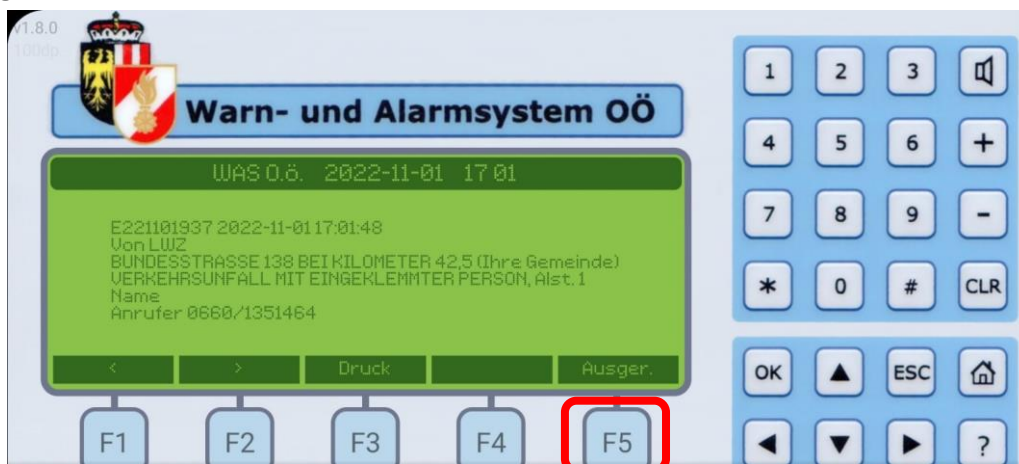 v1.8.0
100dp
Warn- und Alarmsystem OÖ
WAS O.ö. 2022-11-01 17 01
E221101937 2022-11-01 17:01:48
Von LWZ
BUNDESSTRASSE 138 BEI KILOMETER 42,5 (Ihre Gemeinde)
VERKEHRSUNFALL MIT EINGEKLEMMTER PERSON, Alst. 1
Name
Anrufer 0660/1351464
< > Druck Ausger.
F1 F2 F3 F4 F5
1 2 3
4 5 6 +
7 8 9 -
* 0 # CLR
OK ▲ ESC
◄ ▼ ► ?